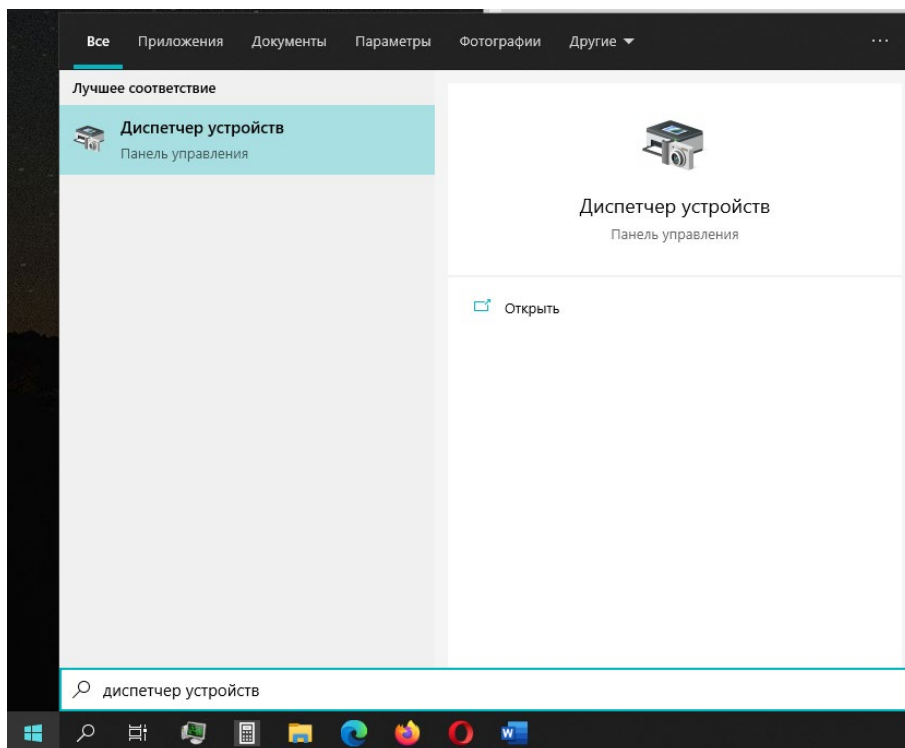 Все Приложения Документы Параметры Фотографии Другие
Лучшее соответствие
Диспетчер устройств
Панель управления
Диспетчер устройств
Панель управления
Открыть
диспетчер устройств